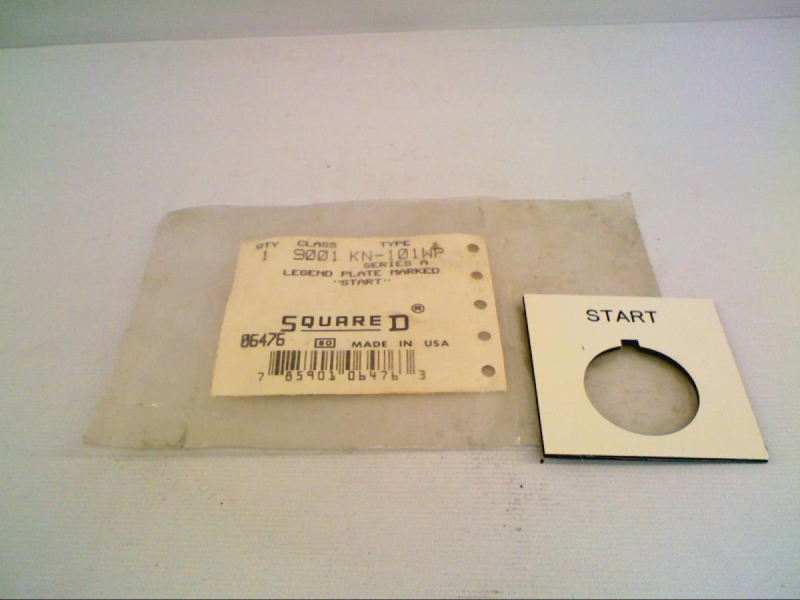 QTY CLASS TYPE
1 9001 KN-101WP
SERIES A
LEGEND PLATE MARKED
"START"
SQUARE D ®
06476 80 MADE IN USA
7 85901 06476 3
START